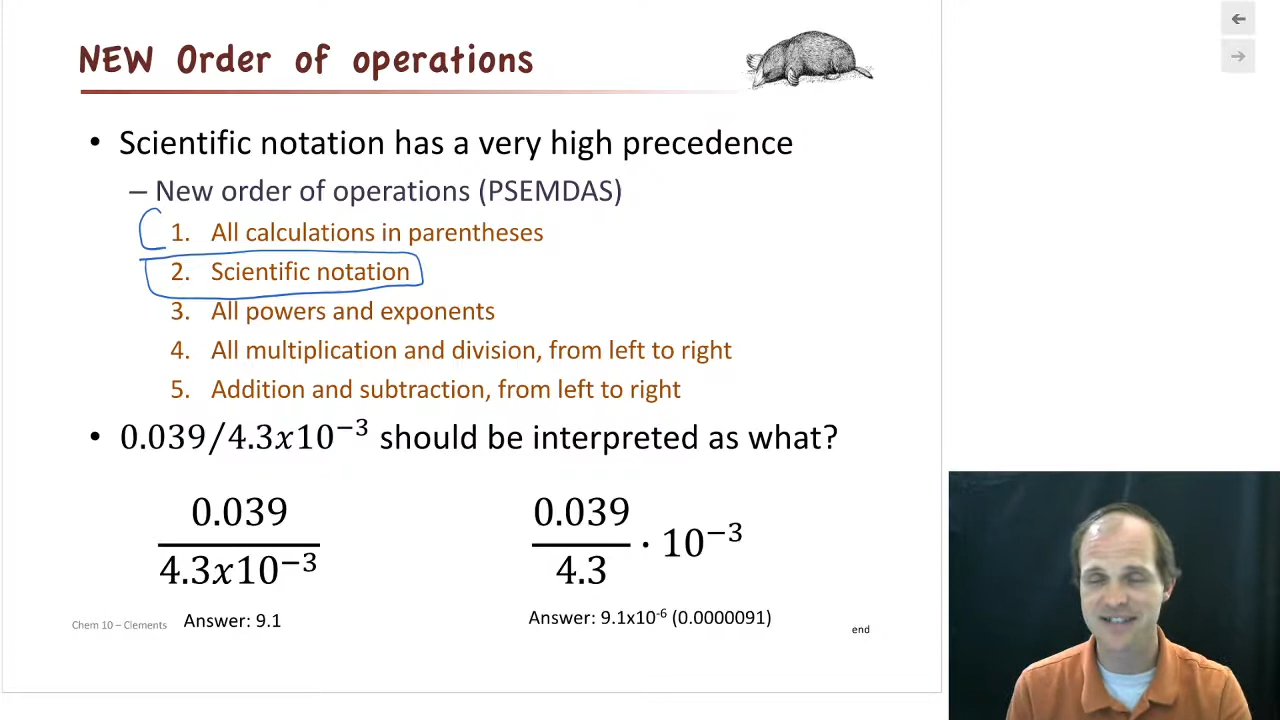 NEW Order of operations
• Scientific notation has a very high precedence
– New order of operations (PSEMDAS)
1. All calculations in parentheses
2. Scientific notation
3. All powers and exponents
4. All multiplication and division, from left to right
5. Addition and subtraction, from left to right
• 0.039/4.3x10⁻³ should be interpreted as what?
0.039
4.3x10⁻³
Answer: 9.1
0.039
4.3
· 10⁻³
Answer: 9.1x10⁻⁶ (0.0000091)
Chem 10 – Clements
end